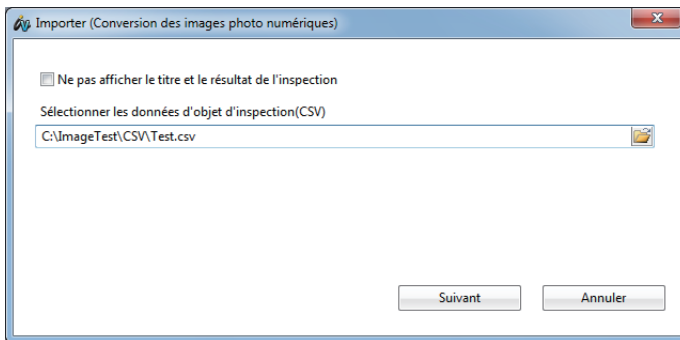 Importer (Conversion des images photo numériques)
Ne pas afficher le titre et le résultat de l'inspection
Sélectionner les données d'objet d'inspection(CSV)
C:\ImageTest\CSV\Test.csv
Suivant Annuler